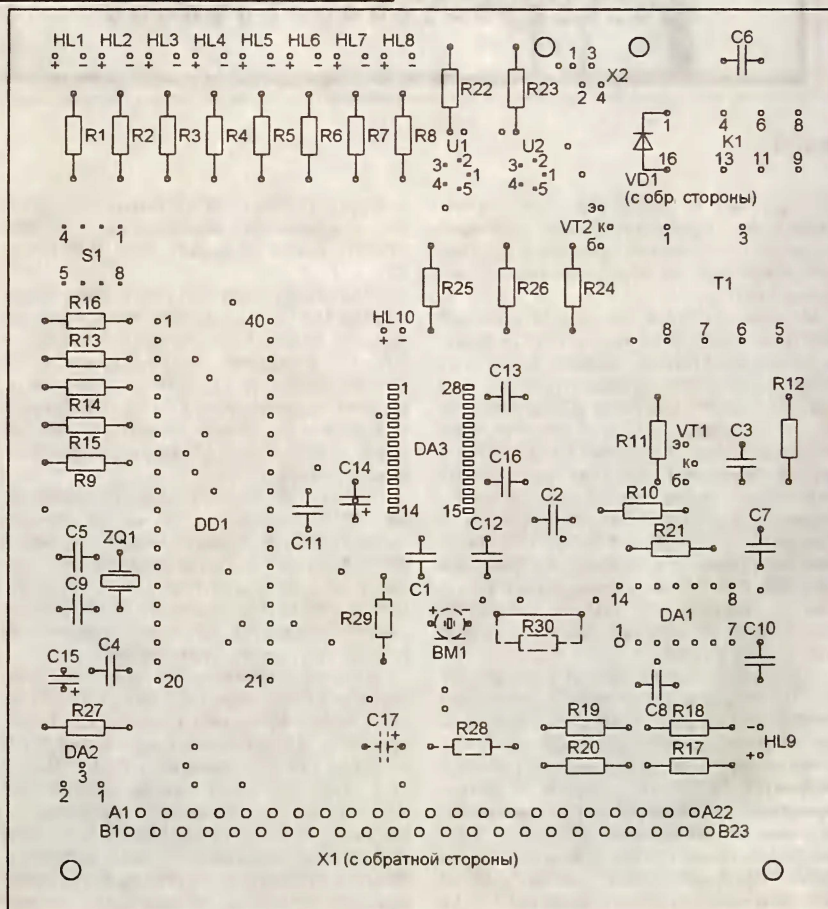 HL1 HL2 HL3 HL4 HL5 HL6 HL7 HL8
+ - + - + - + - + - + - + - + -
1 3
X2
2 4
C6
R1 R2 R3 R4 R5 R6 R7 R8
R22 R23
U1 U2
3 2
1
4 5
3 2
1
4 5
1
16
VD1
(с обр. стороны)
4 6 8
K1
13 11 9
э
VT2 к
б
4 1
S1
5 8
1 3
T1
8 7 6 5
R25 R26 R24
HL10
+ -
R16
R13
R14
R15
R9
1 40
DD1
20 21
1 28
DA3
14 15
C13
C16
C14
+
C11
C2
C12
C1
R11
э
VT1
к
б
C3
R12
R10
R21
C7
C5
ZQ1
C9
C4
C15
+
R29
+ -
BM1
R30
14 8
DA1
1 7
C10
C8
R27
DA2
3
2 1
C17
+
R28
R19 R18
R20 R17
-
HL9
+
A1 A22
B1 B23
X1 (с обратной стороны)